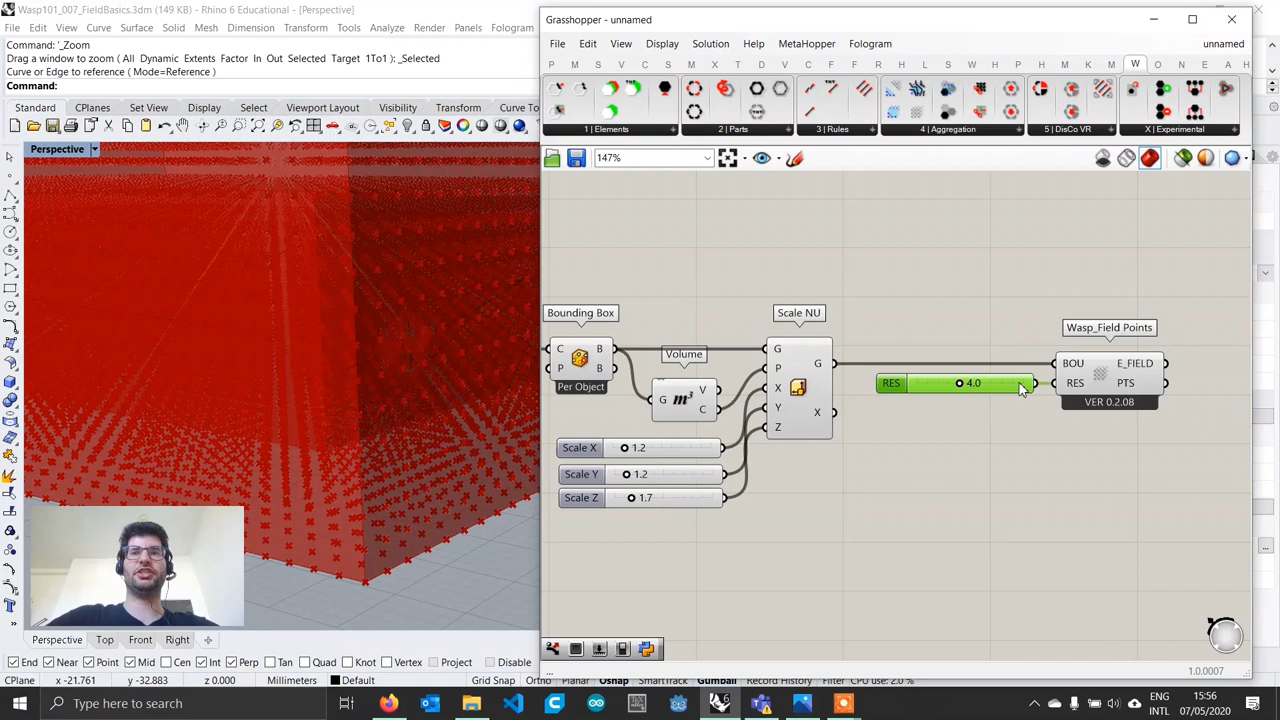 Wasp101_007_FieldBasics.3dm (149 KB) - Rhino 6 Educational - [Perspective]
File Edit View Curve Surface Solid Mesh Dimension Transform Tools Analyze Render Panels Fologram
Command: '_Zoom
Drag a window to zoom ( All Dynamic Extents Factor In Out Selected Target 1To1 ): _Selected
Curve or Edge to reference ( Mode=Reference )
Command:
Standard CPlanes Set View Display Select Viewport Layout Visibility Transform Curve To
Perspective
Grasshopper - unnamed
File Edit View Display Solution Help MetaHopper Fologram unnamed
P M S V C S M I T D W
1 | Elements 2 | Parts 3 | Rules 4 | Aggregation 5 | DisCo VR X | Experimental
147%
Bounding Box
C B
P B
Per Object
Volume
G m³ V
C
Scale NU
G
P
X
Y
Z
G
X
Scale X 1.2
Scale Y 1.2
Scale Z 1.7
RES 4.0
Wasp_Field Points
BOU E_FIELD
RES PTS
VER 0.2.08
... 1.0.0007
Perspective Top Front Right
End Near Point Mid Cen Int Perp Tan Quad Knot Vertex Project Disable
CPlane x -21.761 y -32.883 z 0.000 Millimeters Default Grid Snap Ortho Planar Osnap SmartTrack Gumball Record History Filter CPU use: 2.0 %
Type here to search
ENG
INTL
15:56
07/05/2020